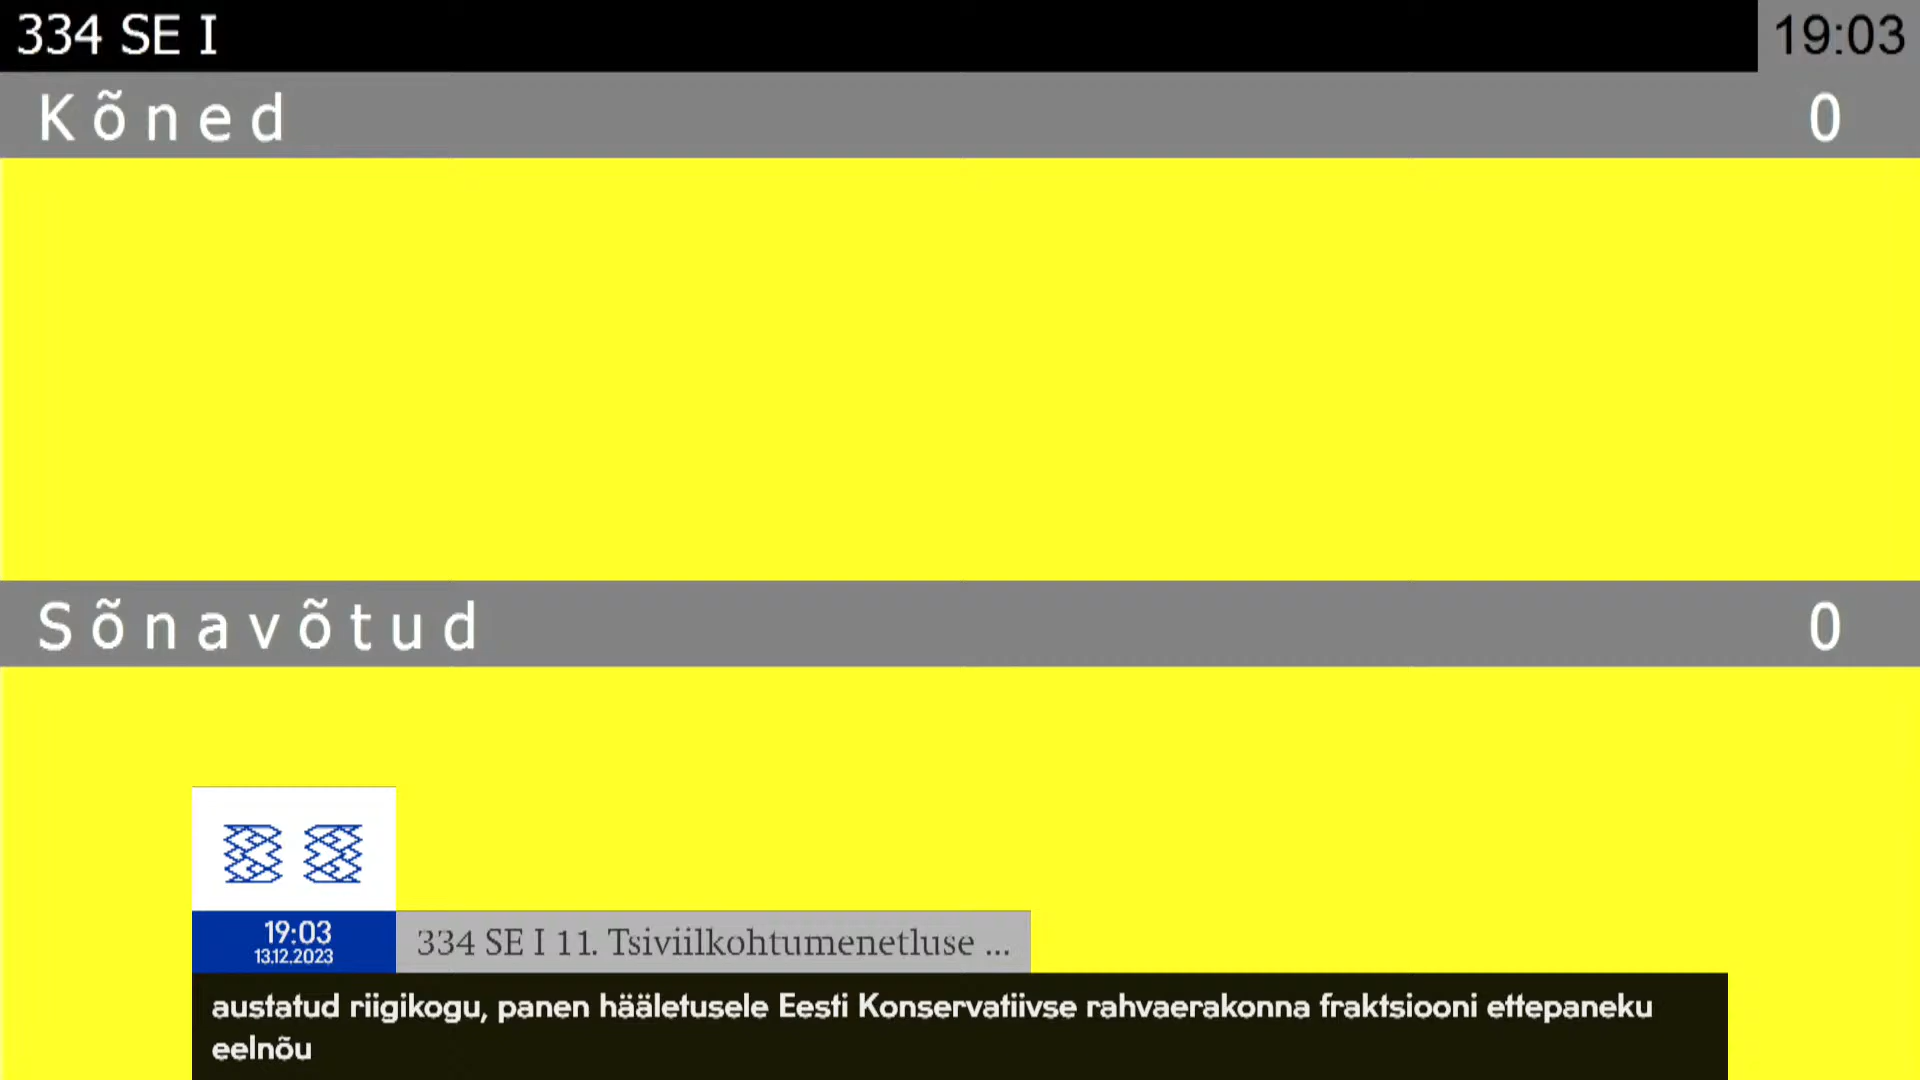 334 SE I
19:03
Kõned
0
Sõnavõtud
0
19:03
13.12.2023
334 SE I 11. Tsiviilkohtumenetluse ...
austatud riigikogu, panen hääletusele Eesti Konservatiivse rahvaerakonna fraktsiooni ettepaneku
eelnõu